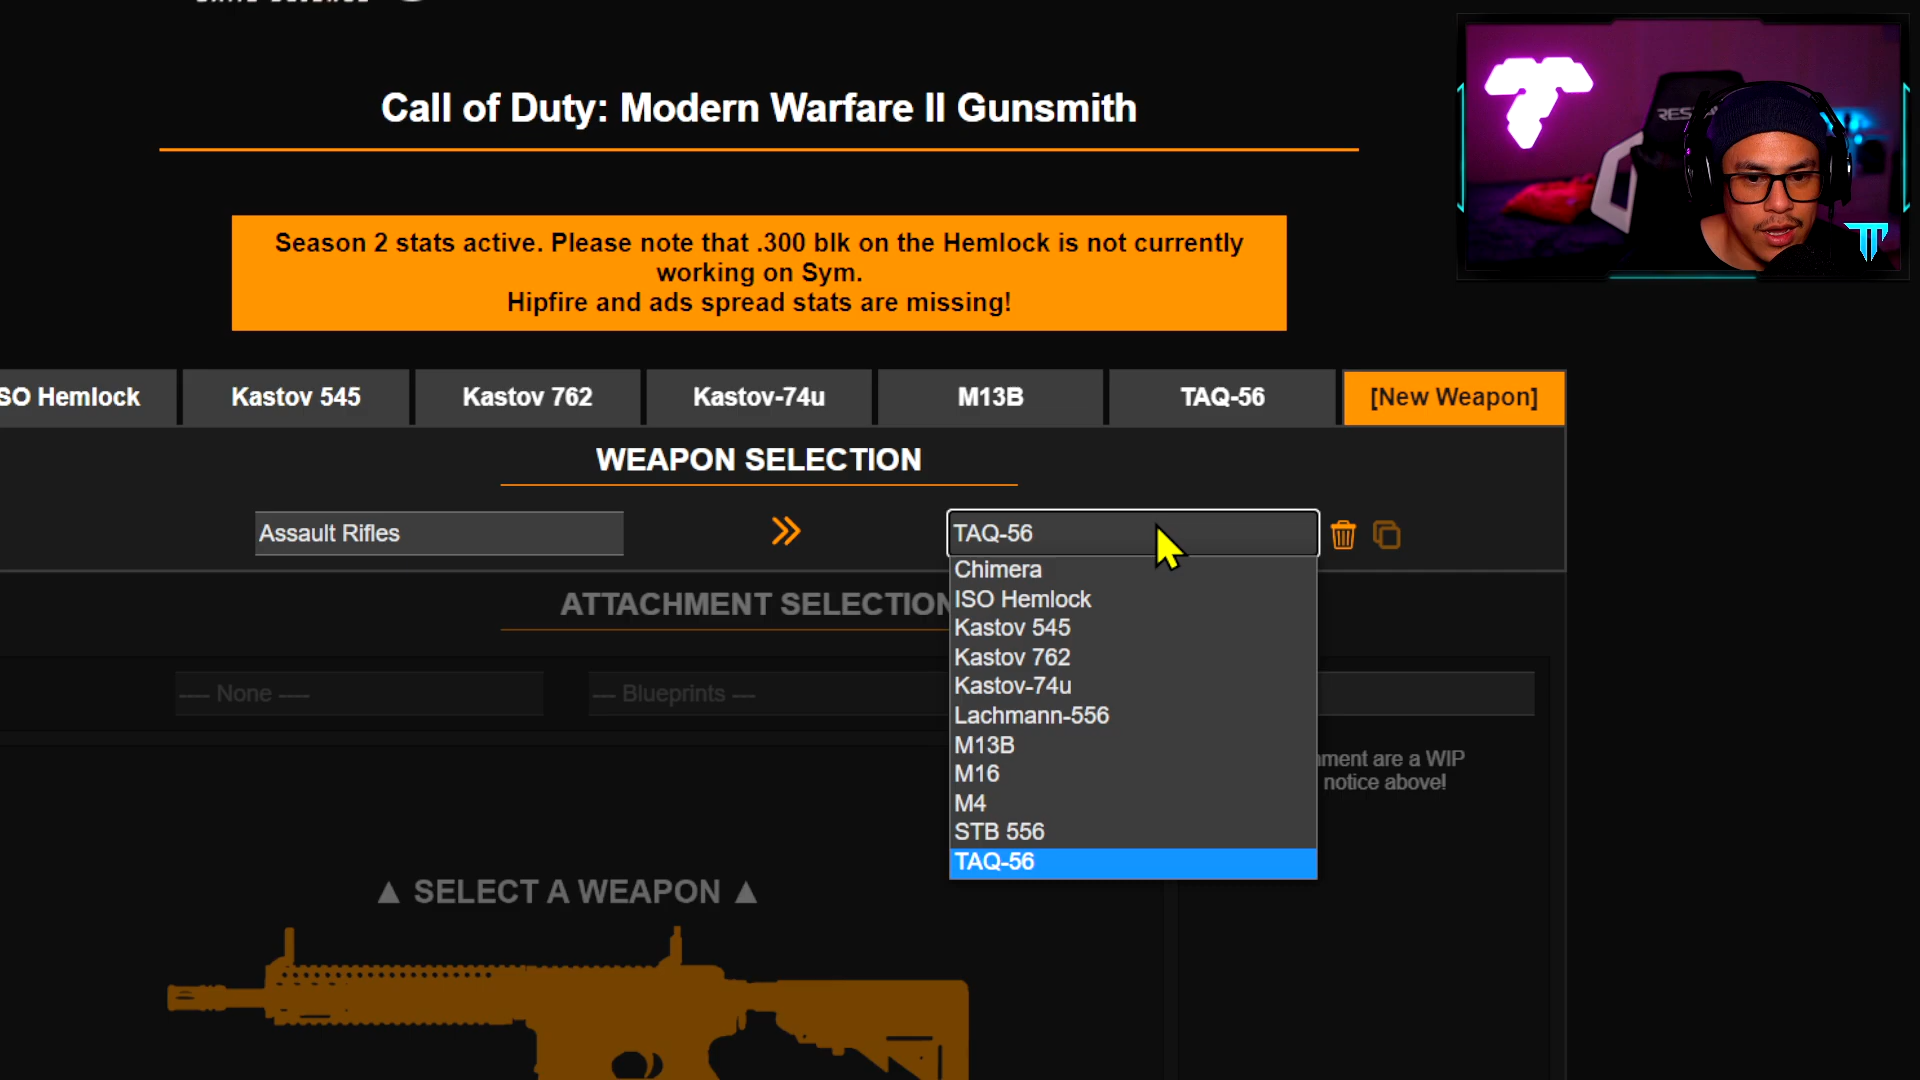 Call of Duty: Modern Warfare II Gunsmith
Season 2 stats active. Please note that .300 blk on the Hemlock is not currently
working on Sym.
Hipfire and ads spread stats are missing!
SO Hemlock
Kastov 545
Kastov 762
Kastov-74u
M13B
TAQ-56
[New Weapon]
WEAPON SELECTION
Assault Rifles
TAQ-56
Chimera
ISO Hemlock
Kastov 545
Kastov 762
Kastov-74u
Lachmann-556
M13B
M16
M4
STB 556
TAQ-56
ATTACHMENT SELECTION
--- None ---
--- Blueprints ---
ment are a WIP
notice above!
▲ SELECT A WEAPON ▲